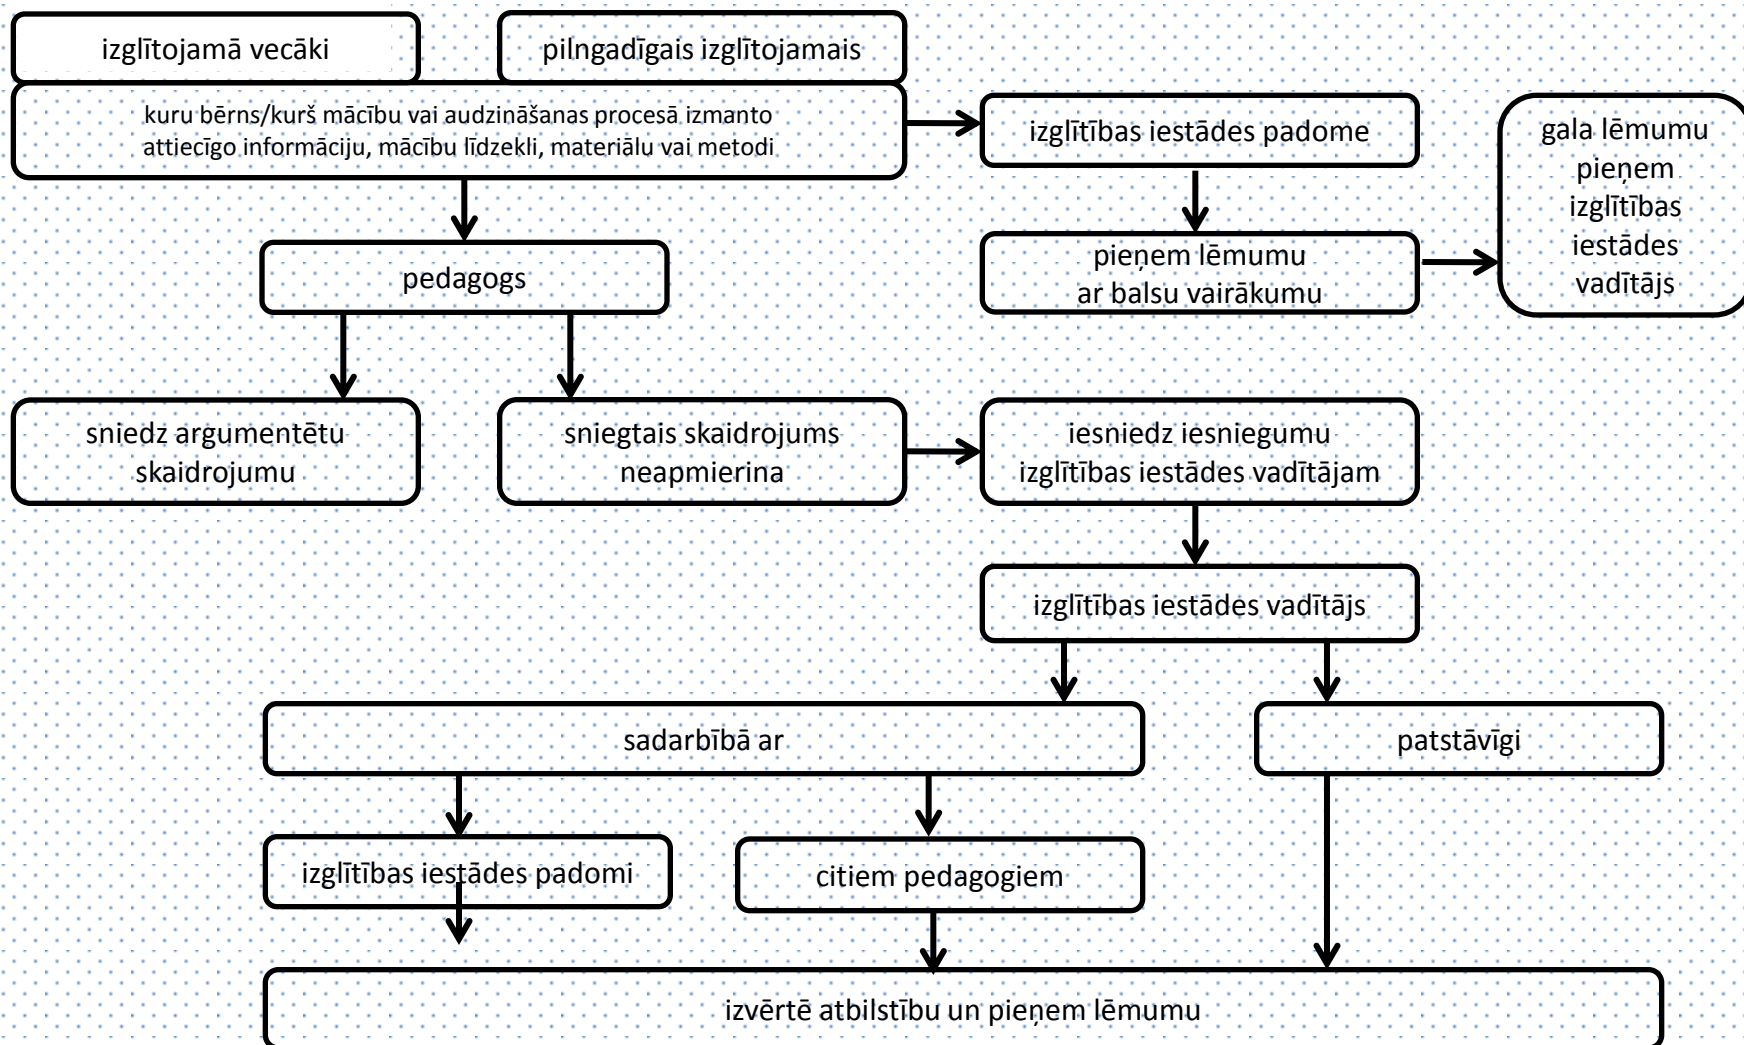 izglītojamā vecāki
pilngadīgais izglītojamais
kuru bērns/kurš mācību vai audzināšanas procesā izmanto
attiecīgo informāciju, mācību līdzekli, materiālu vai metodi
izglītības iestādes padome
gala lēmumu
pieņem
izglītības
iestādes
vadītājs
pieņem lēmumu
ar balsu vairākumu
pedagogs
sniedz argumentētu
skaidrojumu
sniegtais skaidrojums
neapmierina
iesniedz iesniegumu
izglītības iestādes vadītājam
izglītības iestādes vadītājs
sadarbībā ar
patstāvīgi
izglītības iestādes padomi
citiem pedagogiem
izvērtē atbilstību un pieņem lēmumu